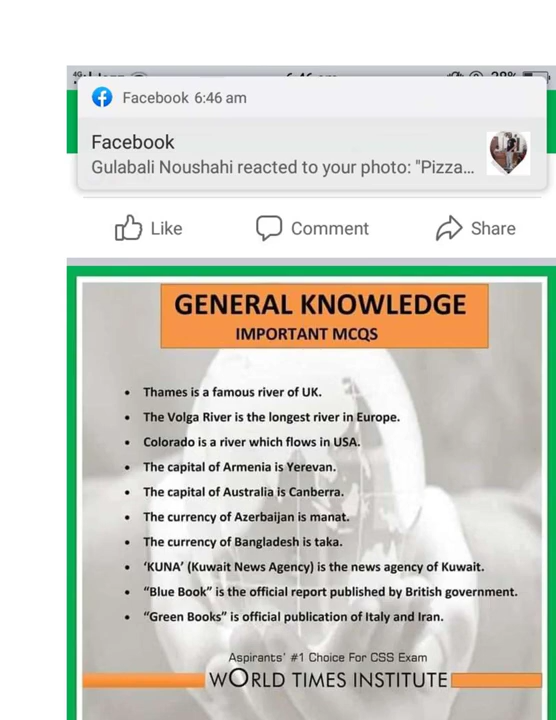 Facebook 6:46 am
Facebook
Gulabali Noushahi reacted to your photo: "Pizza...
Like Comment Share
GENERAL KNOWLEDGE
IMPORTANT MCQS
• Thames is a famous river of UK.
• The Volga River is the longest river in Europe.
• Colorado is a river which flows in USA.
• The capital of Armenia is Yerevan.
• The capital of Australia is Canberra.
• The currency of Azerbaijan is manat.
• The currency of Bangladesh is taka.
• ‘KUNA’ (Kuwait News Agency) is the news agency of Kuwait.
• “Blue Book” is the official report published by British government.
• “Green Books” is official publication of Italy and Iran.
Aspirants' #1 Choice For CSS Exam
WORLD TIMES INSTITUTE